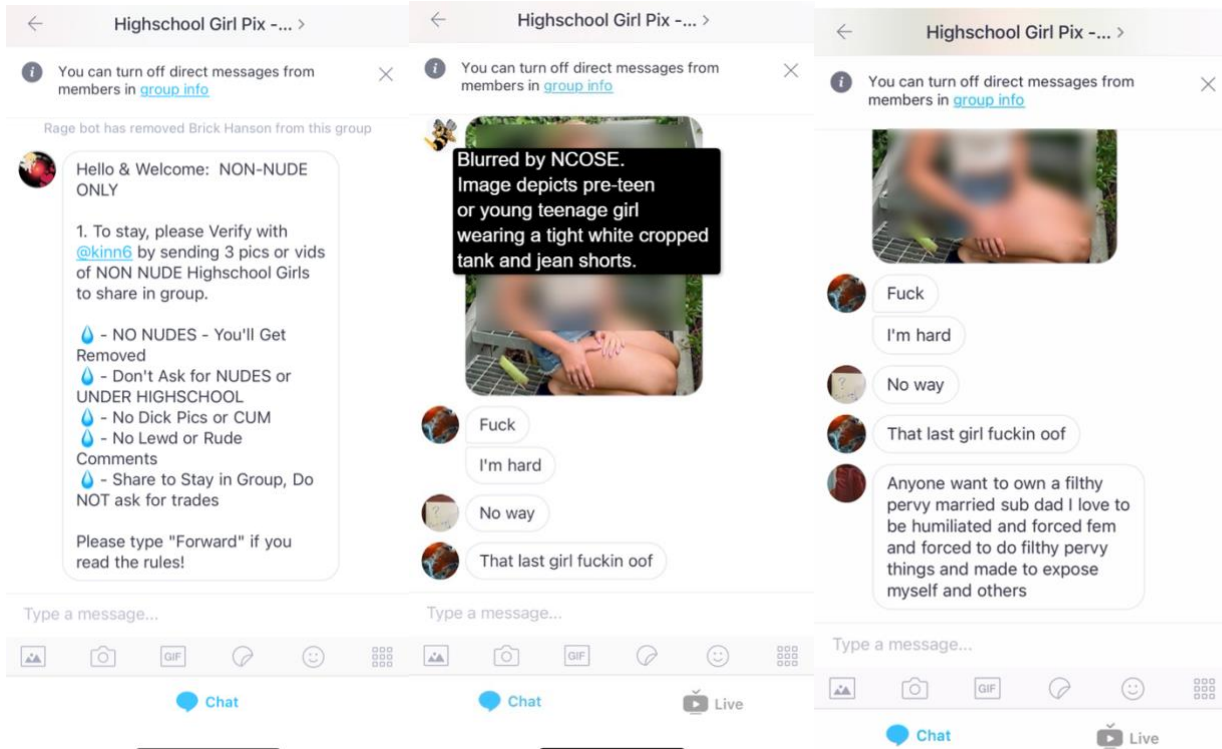 Highschool Girl Pix -... >
You can turn off direct messages from
members in group info
Rage bot has removed Brick Hanson from this group
Hello & Welcome: NON-NUDE
ONLY
1. To stay, please Verify with
@kinn6 by sending 3 pics or vids
of NON NUDE Highschool Girls
to share in group.
💧 - NO NUDES - You'll Get
Removed
💧 - Don't Ask for NUDES or
UNDER HIGHSCHOOL
💧 - No Dick Pics or CUM
💧 - No Lewd or Rude
Comments
💧 - Share to Stay in Group, Do
NOT ask for trades
Please type "Forward" if you
read the rules!
Type a message...
GIF
Chat
Highschool Girl Pix -... >
You can turn off direct messages from
members in group info
Blurred by NCOSE.
Image depicts pre-teen
or young teenage girl
wearing a tight white cropped
tank and jean shorts.
Fuck
I'm hard
?
No way
That last girl fuckin oof
Type a message...
GIF
Chat
Live
Highschool Girl Pix -... >
You can turn off direct messages from
members in group info
Fuck
I'm hard
?
No way
That last girl fuckin oof
Anyone want to own a filthy
pervy married sub dad I love to
be humiliated and forced fem
and forced to do filthy pervy
things and made to expose
myself and others
Type a message...
GIF
Chat
Live